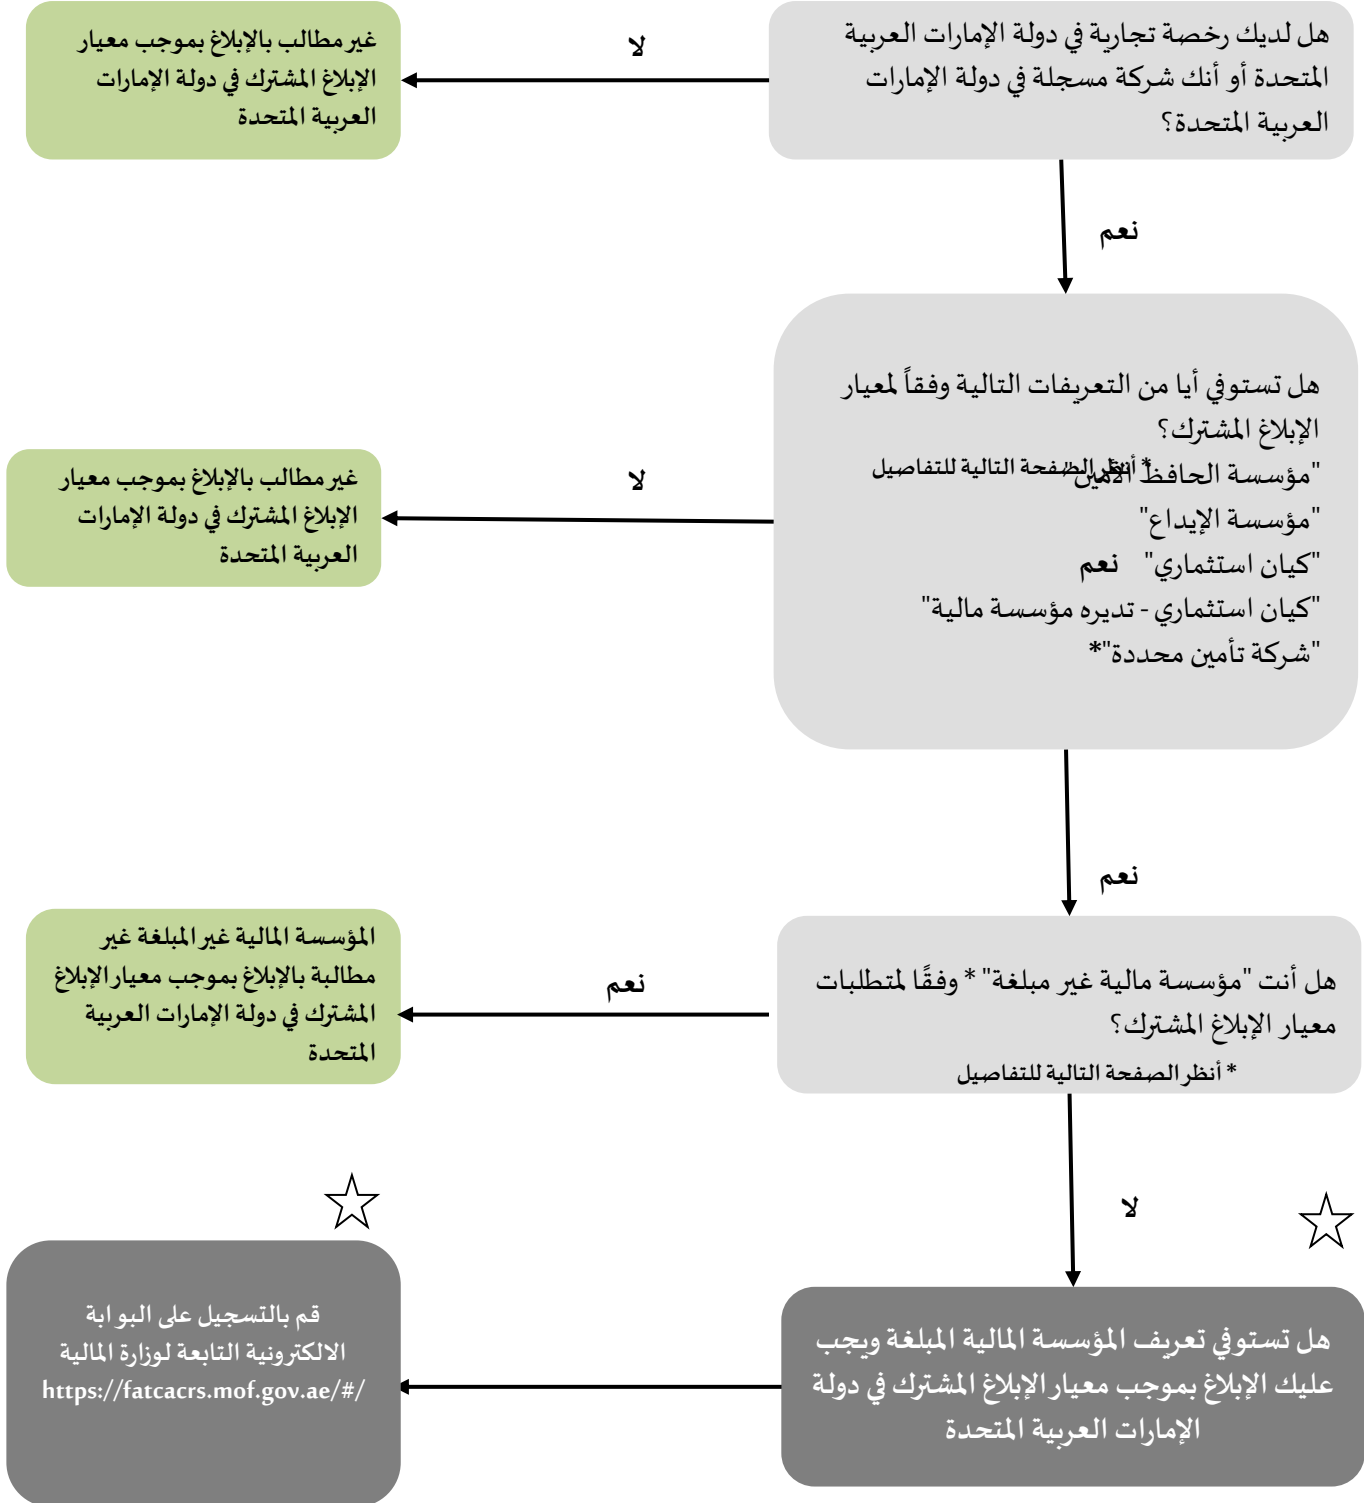 هل لديك رخصة تجارية في دولة الإمارات العربية
المتحدة أو أنك شركة مسجلة في دولة الإمارات
العربية المتحدة؟
لا
غير مطالب بالإبلاغ بموجب معيار
الإبلاغ المشترك في دولة الإمارات
العربية المتحدة
نعم
هل تستوفي أيا من التعريفات التالية وفقاً لمعيار
الإبلاغ المشترك؟
"مؤسسة الحافظ الأمين"
* أنظر الصفحة التالية للتفاصيل
"مؤسسة الإيداع"
"كيان استثماري" نعم
"كيان استثماري - تديره مؤسسة مالية"
"شركة تأمين محددة"*
لا
غير مطالب بالإبلاغ بموجب معيار
الإبلاغ المشترك في دولة الإمارات
العربية المتحدة
نعم
هل أنت "مؤسسة مالية غير مبلغة" * وفقًا لمتطلبات
معيار الإبلاغ المشترك؟
* أنظر الصفحة التالية للتفاصيل
نعم
المؤسسة المالية غير المبلغة غير
مطالبة بالإبلاغ بموجب معيار الإبلاغ
المشترك في دولة الإمارات العربية
المتحدة
لا
هل تستوفي تعريف المؤسسة المالية المبلغة ويجب
عليك الإبلاغ بموجب معيار الإبلاغ المشترك في دولة
الإمارات العربية المتحدة
قم بالتسجيل على البوابة
الالكترونية التابعة لوزارة المالية
https://fatcacrs.mof.gov.ae/#/